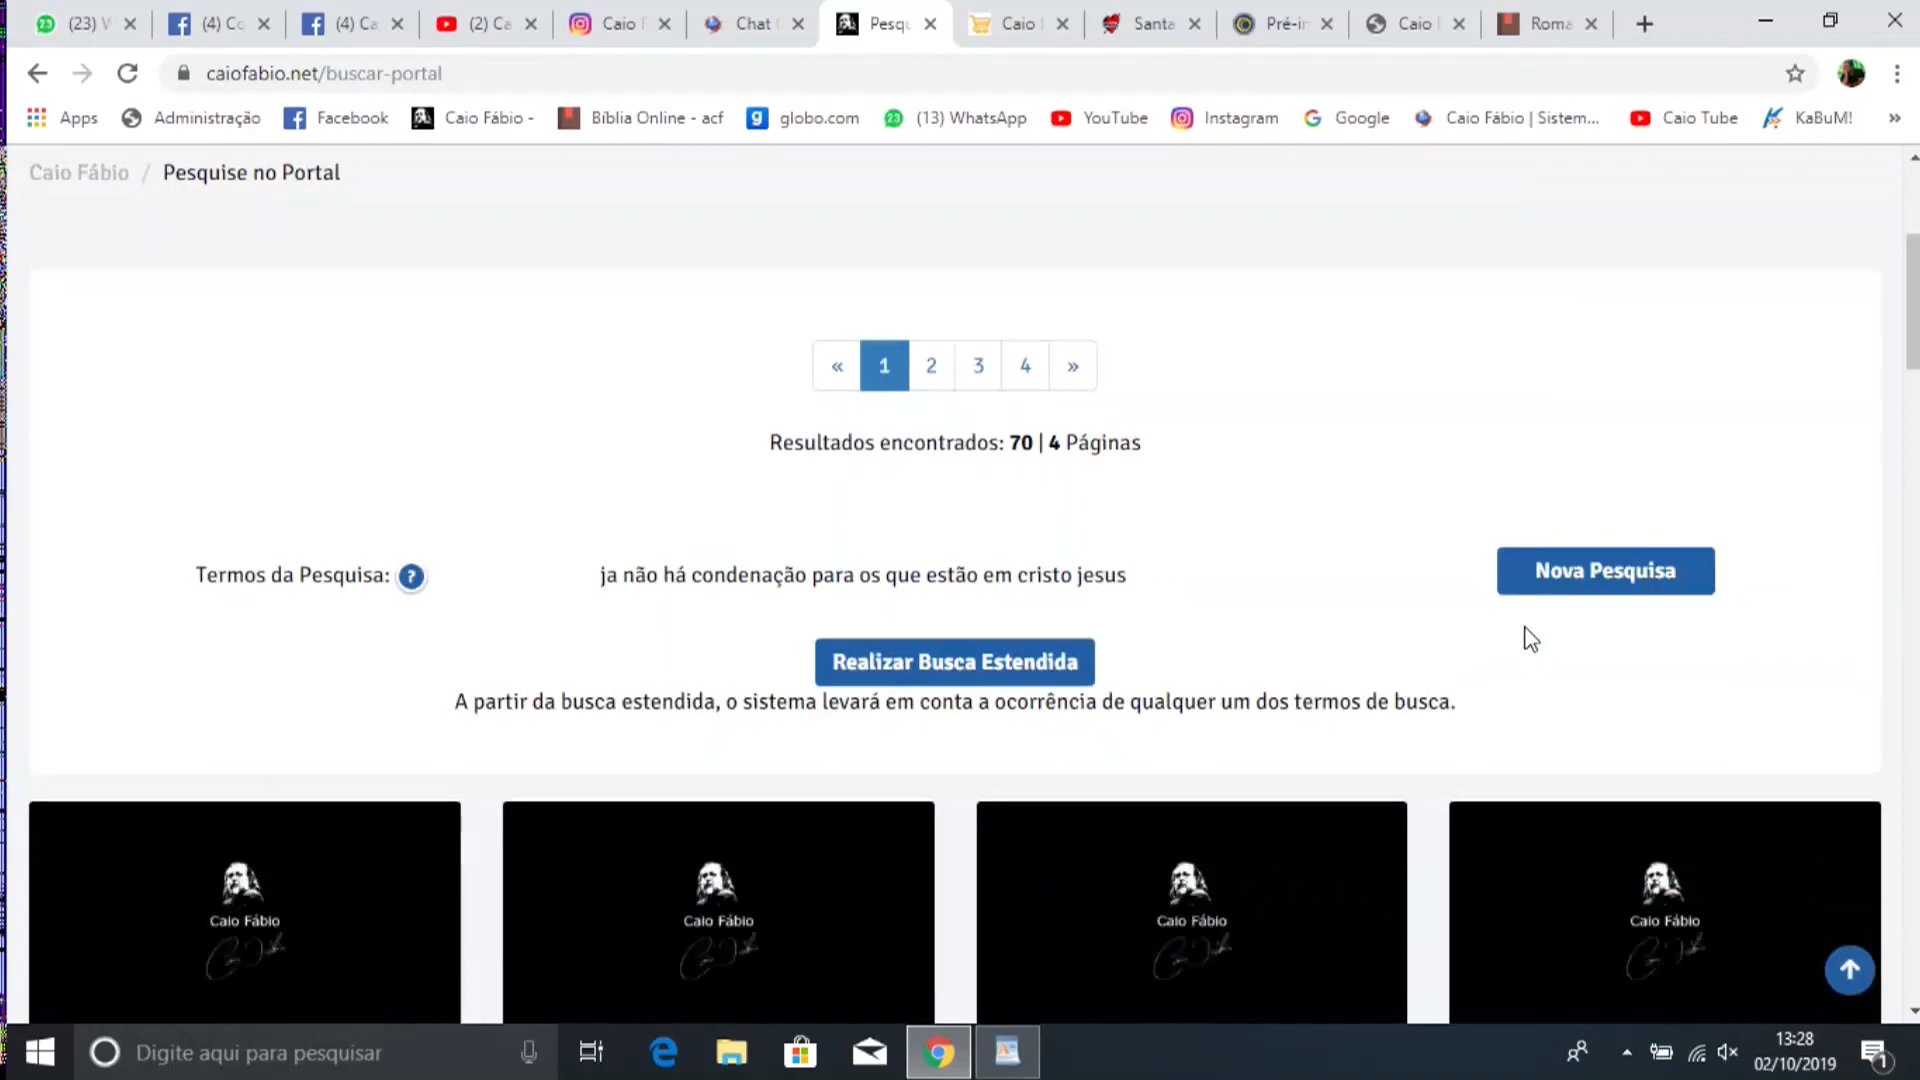 (23) V
(4) Co
(4) Ca
(2) Ca
Caio F
Chat
Pesqu
Caio
Santa
Pré-in
Caio
Roma
caiofabio.net/buscar-portal
Apps
Administração
Facebook
Caio Fábio -
Bíblia Online - acf
globo.com
(13) WhatsApp
YouTube
Instagram
Google
Caio Fábio | Sistem...
Caio Tube
KaBuM!
»
Caio Fábio / Pesquise no Portal
« 1 2 3 4 »
Resultados encontrados: 70 | 4 Páginas
Termos da Pesquisa: ?
ja não há condenação para os que estão em cristo jesus
Nova Pesquisa
Realizar Busca Estendida
A partir da busca estendida, o sistema levará em conta a ocorrência de qualquer um dos termos de busca.
Caio Fábio
Caio Fábio
Caio Fábio
Caio Fábio
Digite aqui para pesquisar
13:28
02/10/2019
1